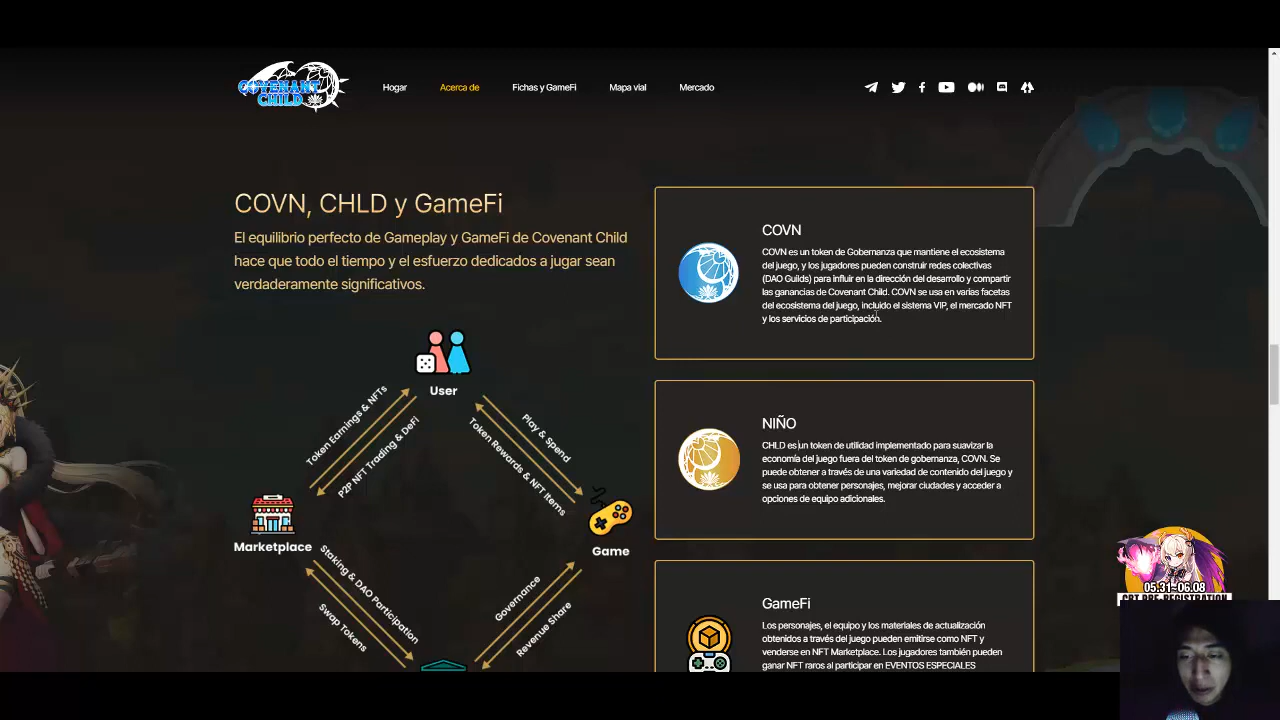 COVENANT
CHILD
Hogar
Acerca de
Fichas y GameFi
Mapa vial
Mercado
COVN, CHLD y GameFi
El equilibrio perfecto de Gameplay y GameFi de Covenant Child
hace que todo el tiempo y el esfuerzo dedicados a jugar sean
verdaderamente significativos.
User
Token Earnings & NFTs
P2P NFT Trading & DeFi
Play & Spend
Token Rewards & NFT Items
Marketplace
Game
Staking & DAO Participation
Swap Tokens
Governance
Revenue Share
COVN
COVN es un token de Gobernanza que mantiene el ecosistema
del juego, y los jugadores pueden construir redes colectivas
(DAO Guilds) para influir en la dirección del desarrollo y compartir
las ganancias de Covenant Child. COVN se usa en varias facetas
del ecosistema del juego, incluido el sistema VIP, el mercado NFT
y los servicios de participación.
NIÑO
CHLD es un token de utilidad implementado para suavizar la
economía del juego fuera del token de gobernanza, COVN. Se
puede obtener a través de una variedad de contenido del juego y
se usa para obtener personajes, mejorar ciudades y acceder a
opciones de equipo adicionales.
GameFi
Los personajes, el equipo y los materiales de actualización
obtenidos a través del juego pueden emitirse como NFT y
venderse en NFT Marketplace. Los jugadores también pueden
ganar NFT raros al participar en EVENTOS ESPECIALES
05.31~06.08
CBT PRE-REGISTRATION